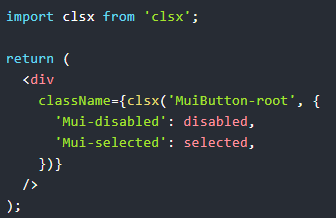 import clsx from 'clsx';
return (
<div
className={clsx('MuiButton-root', {
'Mui-disabled': disabled,
'Mui-selected': selected,
})}
/>
);